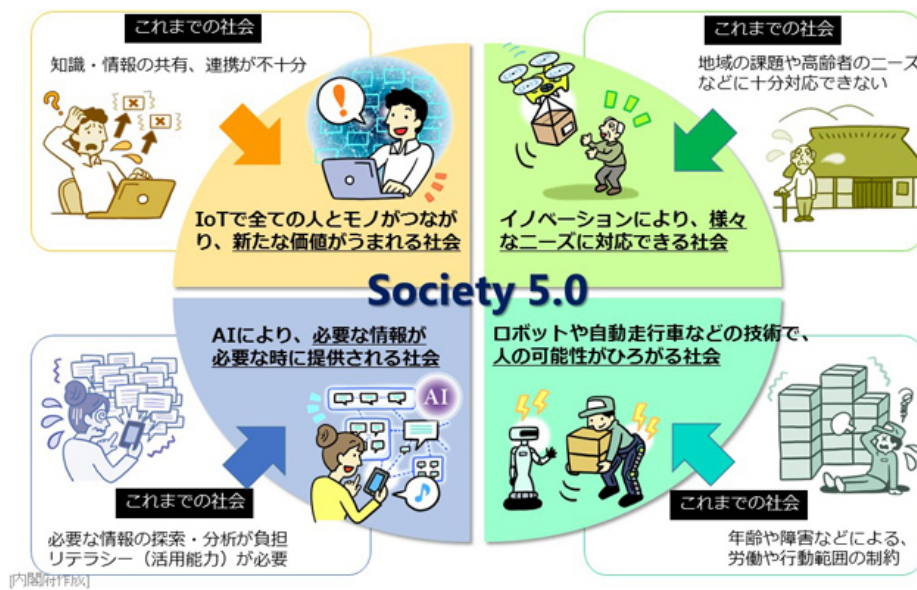 これまでの社会
知識・情報の共有、連携が不十分
IoTで全ての人とモノがつなが
り、新たな価値がうまれる社会
これまでの社会
地域の課題や高齢者のニーズ
などに十分対応できない
イノベーションにより、様々
なニーズに対応できる社会
Society 5.0
AIにより、必要な情報が
必要な時に提供される社会
AI
これまでの社会
必要な情報の探索・分析が負担
リテラシー（活用能力）が必要
ロボットや自動走行車などの技術で、
人の可能性がひろがる社会
これまでの社会
年齢や障害などによる、
労働や行動範囲の制約
[内閣府作成]